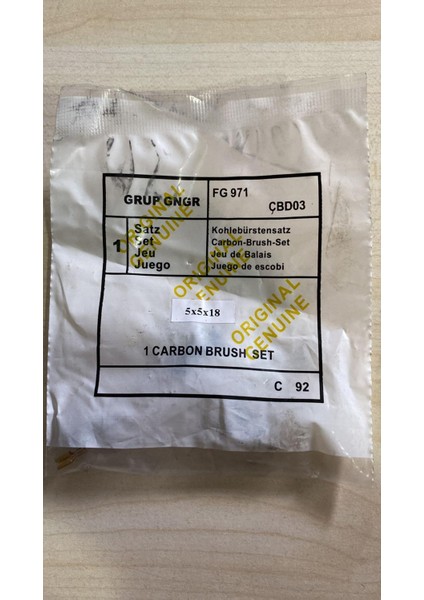 GRUP GNGR
FG 971
ÇBD03
1 Satz Kohlebürstensatz
Set Carbon-Brush-Set
Jeu Jeu de Balais
Juego Juego de escobi
ORIGINAL
GENUINE
ORIGINAL
GENUINE
5x5x18
ORIGINAL
GENUINE
1 CARBON BRUSH SET
C 92